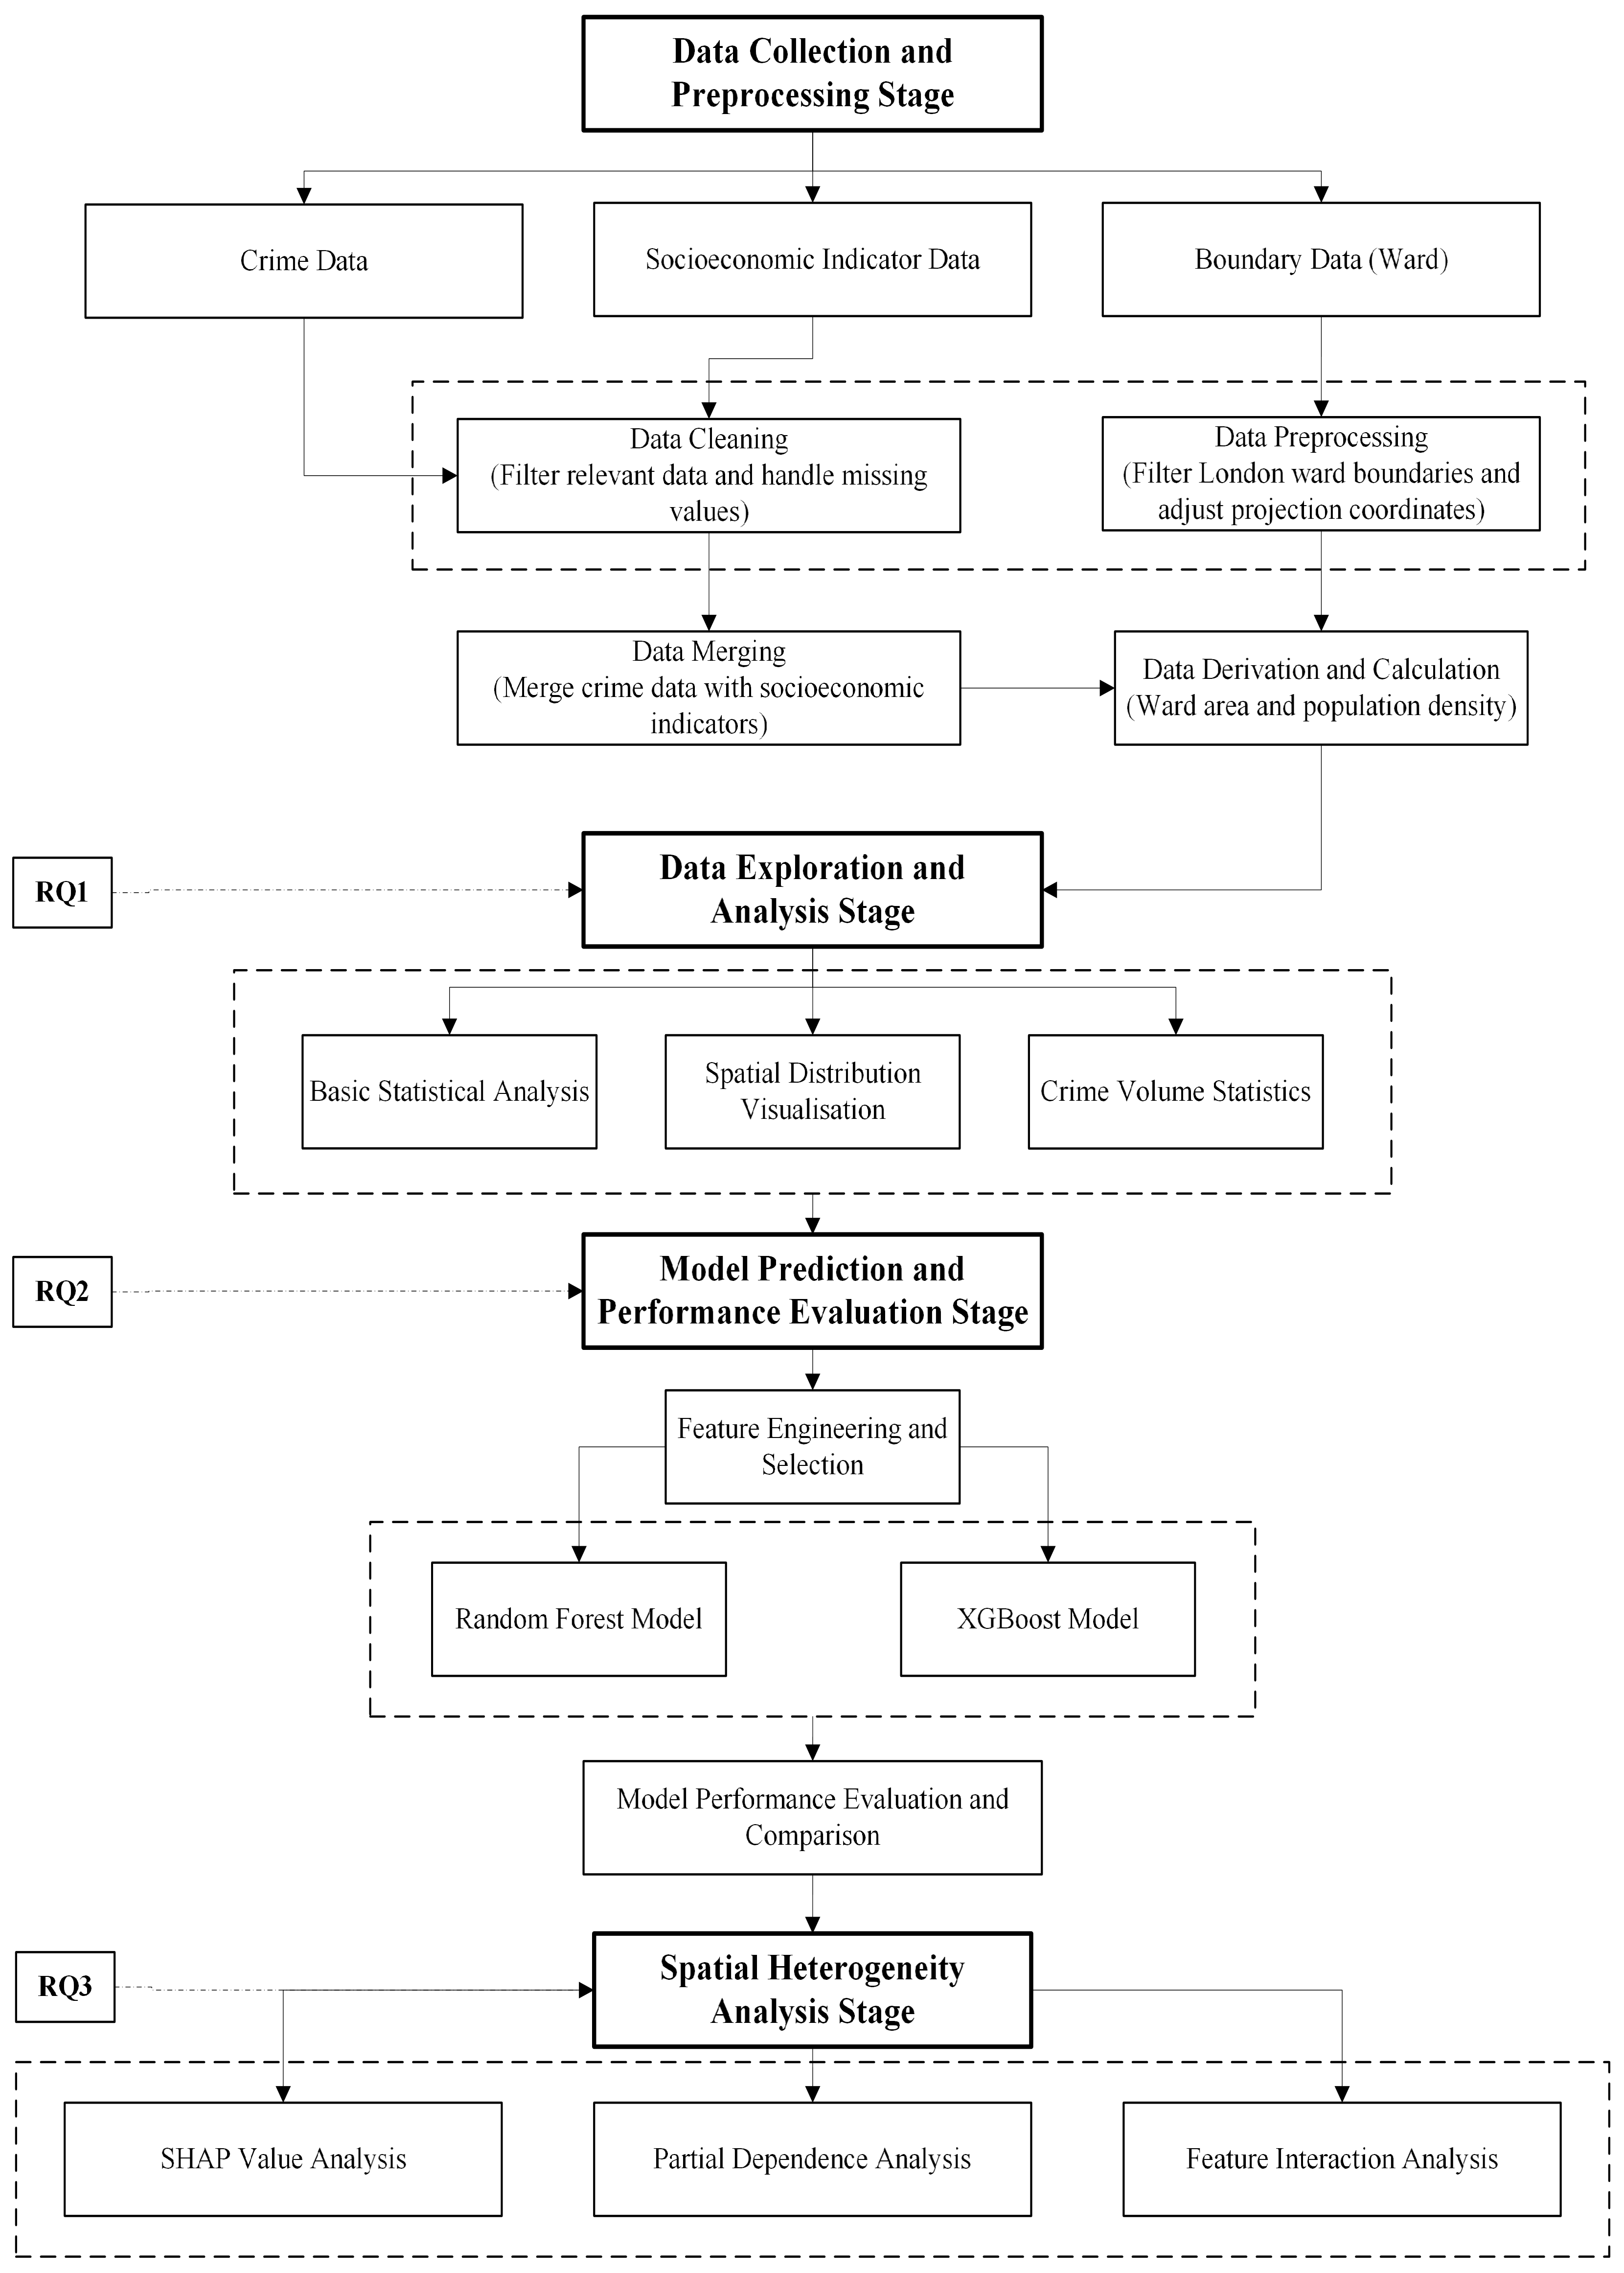 Data Collection and
Preprocessing Stage
Crime Data
Socioeconomic Indicator Data
Boundary Data (Ward)
Data Cleaning
(Filter relevant data and handle missing
values)
Data Preprocessing
(Filter London ward boundaries and
adjust projection coordinates)
Data Merging
(Merge crime data with socioeconomic
indicators)
Data Derivation and Calculation
(Ward area and population density)
RQ1
Data Exploration and
Analysis Stage
Basic Statistical Analysis
Spatial Distribution
Visualisation
Crime Volume Statistics
RQ2
Model Prediction and
Performance Evaluation Stage
Feature Engineering and
Selection
Random Forest Model
XGBoost Model
Model Performance Evaluation and
Comparison
RQ3
Spatial Heterogeneity
Analysis Stage
SHAP Value Analysis
Partial Dependence Analysis
Feature Interaction Analysis